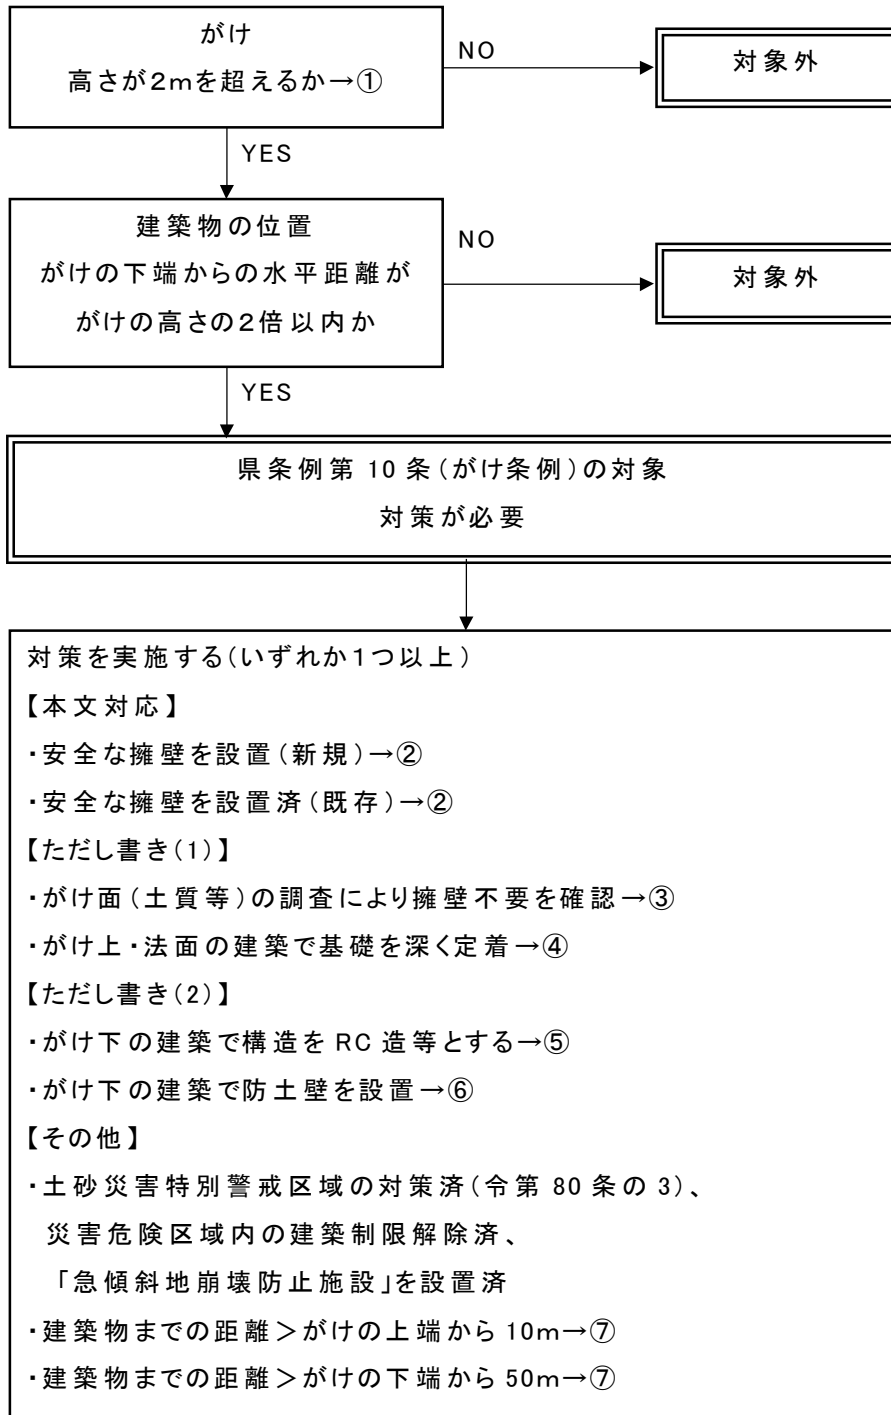 がけ
高さが2mを超えるか→①
NO
対象外
YES
建築物の位置
がけの下端からの水平距離が
がけの高さの2倍以内か
NO
対象外
YES
県条例第10条(がけ条例)の対象
対策が必要
対策を実施する(いずれか1つ以上)
【本文対応】
・安全な擁壁を設置(新規)→②
・安全な擁壁を設置済(既存)→②
【ただし書き(1)】
・がけ面(土質等)の調査により擁壁不要を確認→③
・がけ上・法面の建築で基礎を深く定着→④
【ただし書き(2)】
・がけ下の建築で構造をRC造等とする→⑤
・がけ下の建築で防土壁を設置→⑥
【その他】
・土砂災害特別警戒区域の対策済(令第80条の3)、
災害危険区域内の建築制限解除済、
「急傾斜地崩壊防止施設」を設置済
・建築物までの距離>がけの上端から10m→⑦
・建築物までの距離>がけの下端から50m→⑦